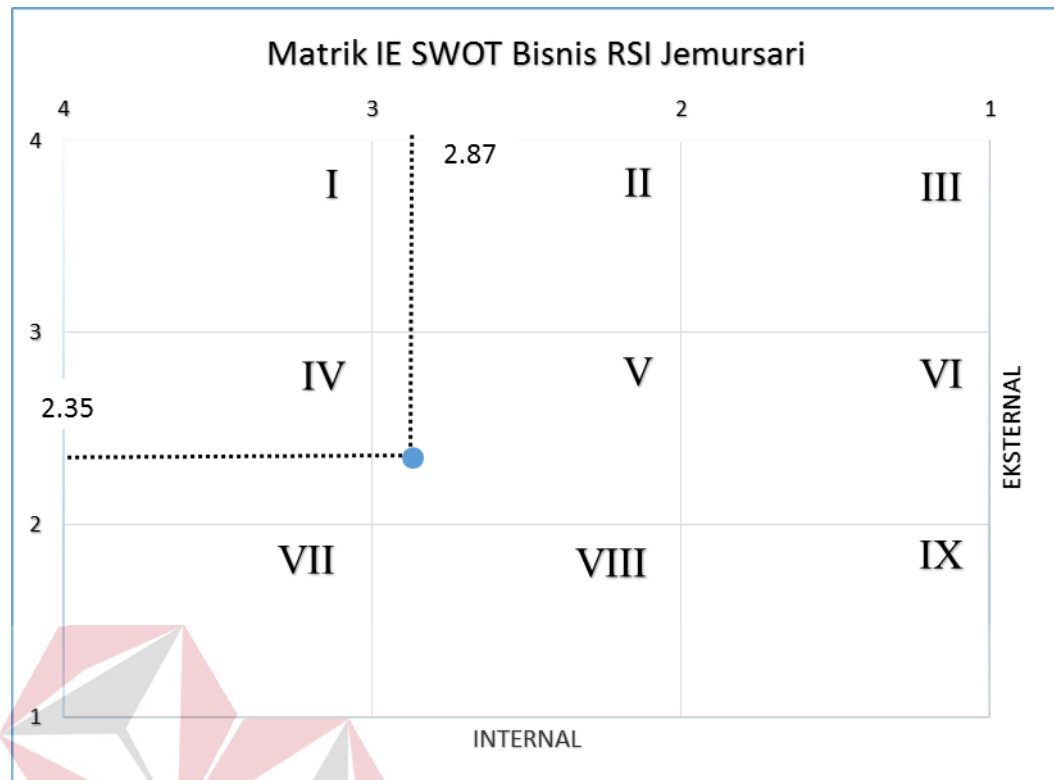 Matrik IE SWOT Bisnis RSI Jemursari
4 3 2 1
4
2.87
I II III
3
IV V VI
2.35
EKSTERNAL
2
VII VIII IX
1
INTERNAL